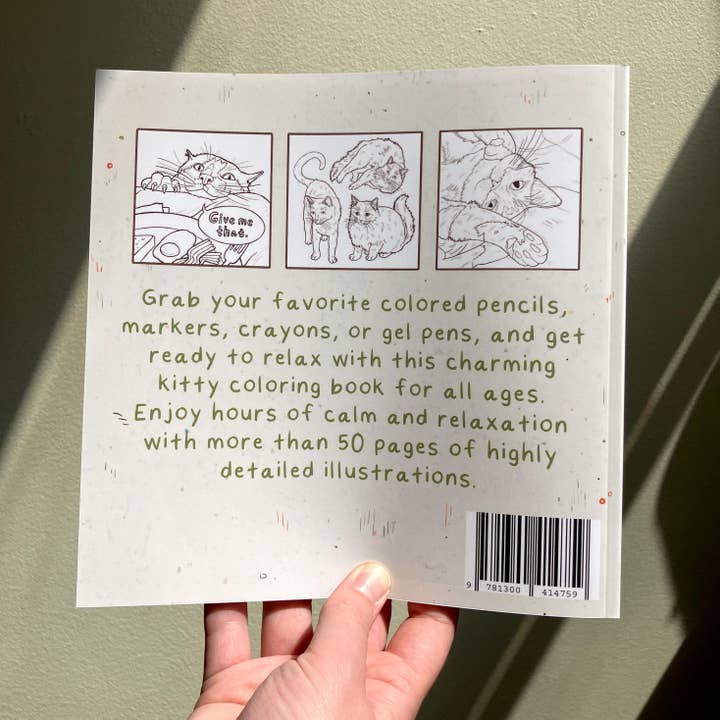 Give me
that.
Grab your favorite colored pencils,
markers, crayons, or gel pens, and get
ready to relax with this charming
kitty coloring book for all ages.
Enjoy hours of calm and relaxation
with more than 50 pages of highly
detailed illustrations.
9 781300 414759